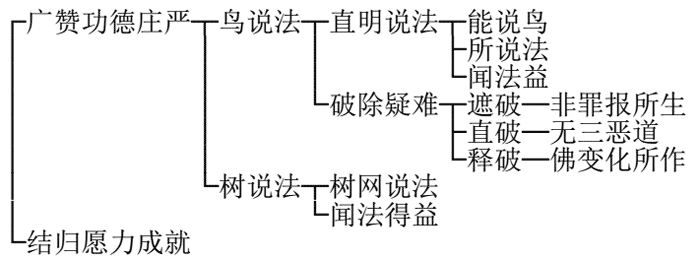 广赞功德庄严 鸟说法 直明说法 能说鸟
所说法
闻法益
破除疑难 遮破 非罪报所生
直破 无三恶道
释破 佛变化所作
树说法 树网说法
闻法得益
结归愿力成就